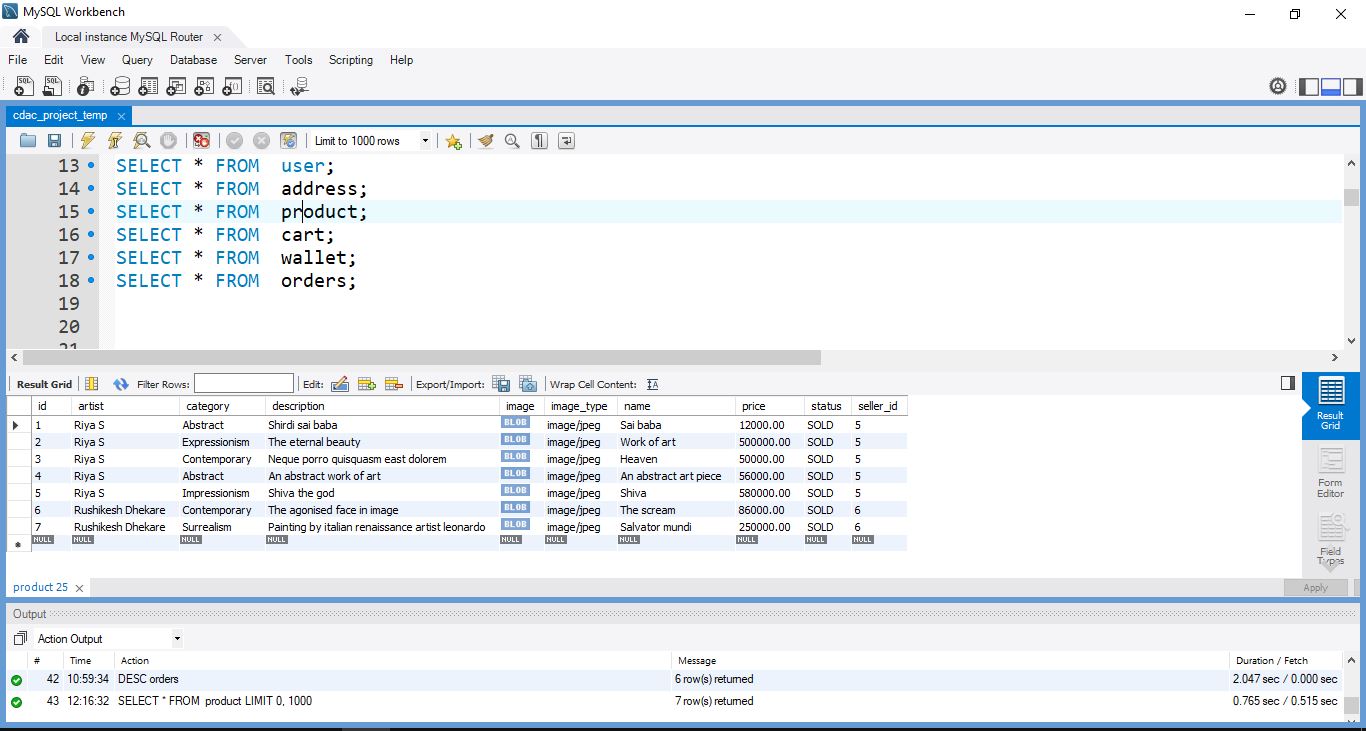 MySQL Workbench
Local instance MySQL Router
File Edit View Query Database Server Tools Scripting Help
cdac_project_temp
Limit to 1000 rows
13 SELECT * FROM user;
14 SELECT * FROM address;
15 SELECT * FROM product;
16 SELECT * FROM cart;
17 SELECT * FROM wallet;
18 SELECT * FROM orders;
19
20
21
Result Grid Filter Rows: Edit: Export/Import: Wrap Cell Content:
id artist category description image image_type name price status seller_id
1 Riya S Abstract Shirdi sai baba BLOB image/jpeg Sai baba 12000.00 SOLD 5
2 Riya S Expressionism The eternal beauty BLOB image/jpeg Work of art 500000.00 SOLD 5
3 Riya S Contemporary Neque porro quisquasm east dolorem BLOB image/jpeg Heaven 50000.00 SOLD 5
4 Riya S Abstract An abstract work of art BLOB image/jpeg An abstract art piece 56000.00 SOLD 5
5 Riya S Impressionism Shiva the god BLOB image/jpeg Shiva 580000.00 SOLD 5
6 Rushikesh Dhekare Contemporary The agonised face in image BLOB image/jpeg The scream 86000.00 SOLD 6
7 Rushikesh Dhekare Surrealism Painting by italian renaissance artist leonardo BLOB image/jpeg Salvator mundi 250000.00 SOLD 6
NULL NULL NULL NULL NULL NULL NULL NULL NULL NULL
Result
Grid
Form
Editor
Field
Types
product 25
Apply
Output
Action Output
# Time Action Message Duration / Fetch
42 10:59:34 DESC orders 6 row(s) returned 2.047 sec / 0.000 sec
43 12:16:32 SELECT * FROM product LIMIT 0, 1000 7 row(s) returned 0.765 sec / 0.515 sec